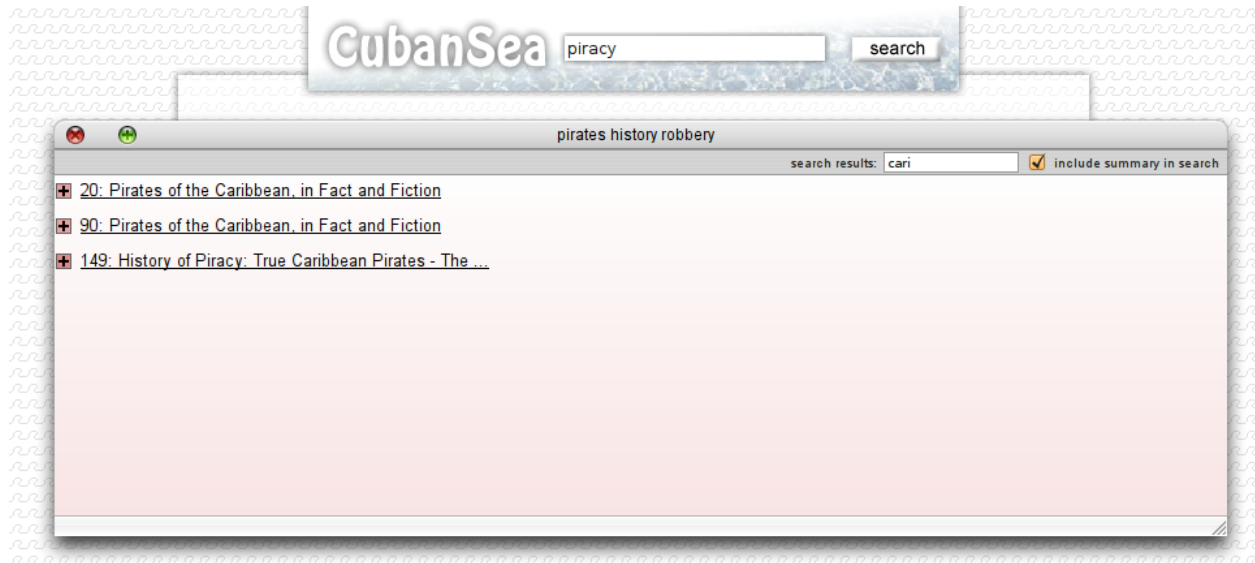 CubanSea piracy search
pirates history robbery
search results: cari include summary in search
20: Pirates of the Caribbean, in Fact and Fiction
90: Pirates of the Caribbean, in Fact and Fiction
149: History of Piracy: True Caribbean Pirates - The ...